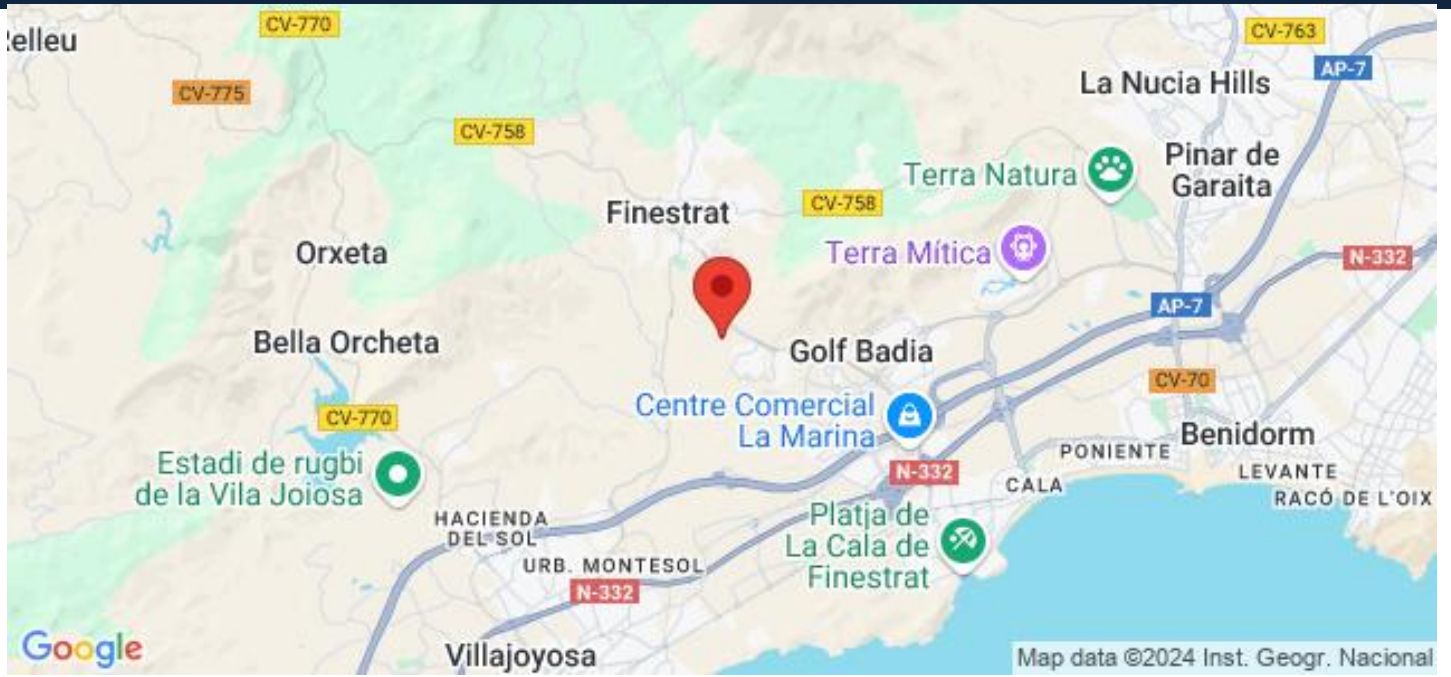 CV-770
CV-763
elleu
AP-7
La Nucia Hills
CV-775
CV-758
Pinar de
Garaita
Terra Natura
CV-758
Finestrat
Orxeta
Terra Mítica
N-332
AP-7
Bella Orcheta
Golf Badia
CV-70
Centre Comercial
La Marina
CV-770
Benidorm
PONIENTE
Estadi de rugbi
de la Vila Joiosa
N-332
CALA
LEVANTE
RACÓ DE L'OIX
HACIENDA
DEL SOL
Platja de
La Cala de
Finestrat
URB. MONTESOL
N-332
Google
Villajoyosa
Map data ©2024 Inst. Geogr. Nacional